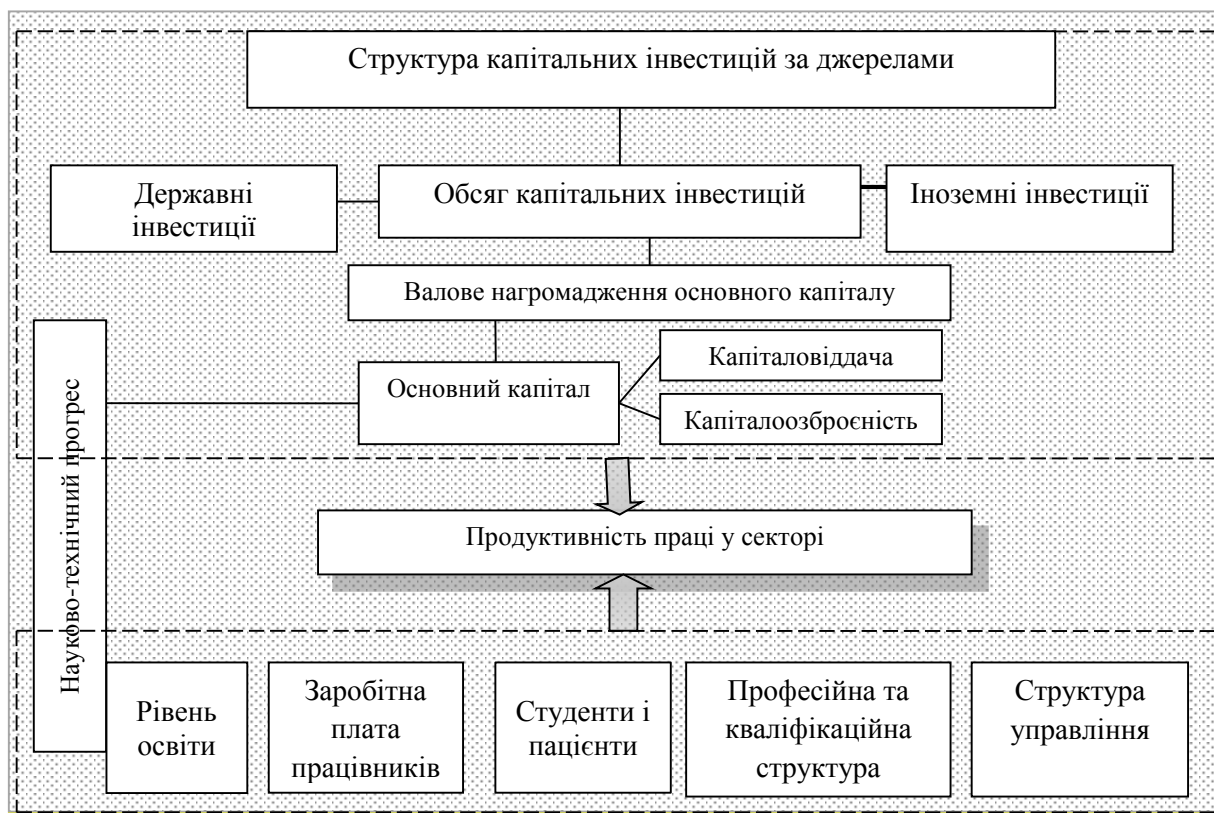 Структура капітальних інвестицій за джерелами
Державні
інвестиції
Обсяг капітальних інвестицій
Іноземні інвестиції
Валове нагромадження основного капіталу
Капіталовіддача
Основний капітал
Капіталоозброєність
Науково-технічний прогрес
Продуктивність праці у секторі
Рівень
освіти
Заробітна
плата
працівників
Студенти і
пацієнти
Професійна та
кваліфікаційна
структура
Структура
управління